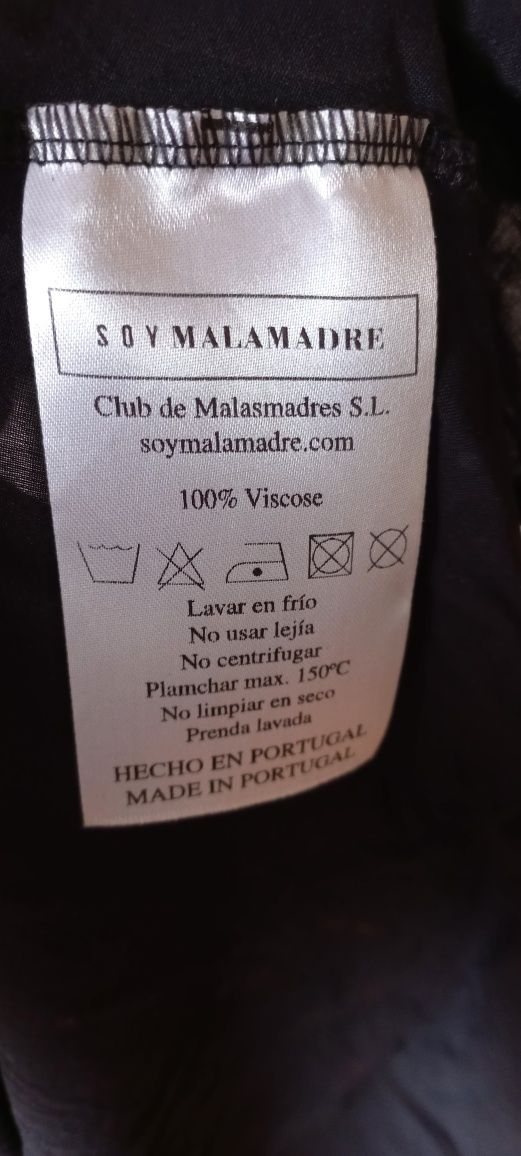 SOY MALAMADRE
Club de Malasmadres S.L.
soymalamadre.com
100% Viscose
Lavar en frío
No usar lejía
No centrifugar
Plamchar max. 150ºC
No limpiar en seco
Prenda lavada
HECHO EN PORTUGAL
MADE IN PORTUGAL